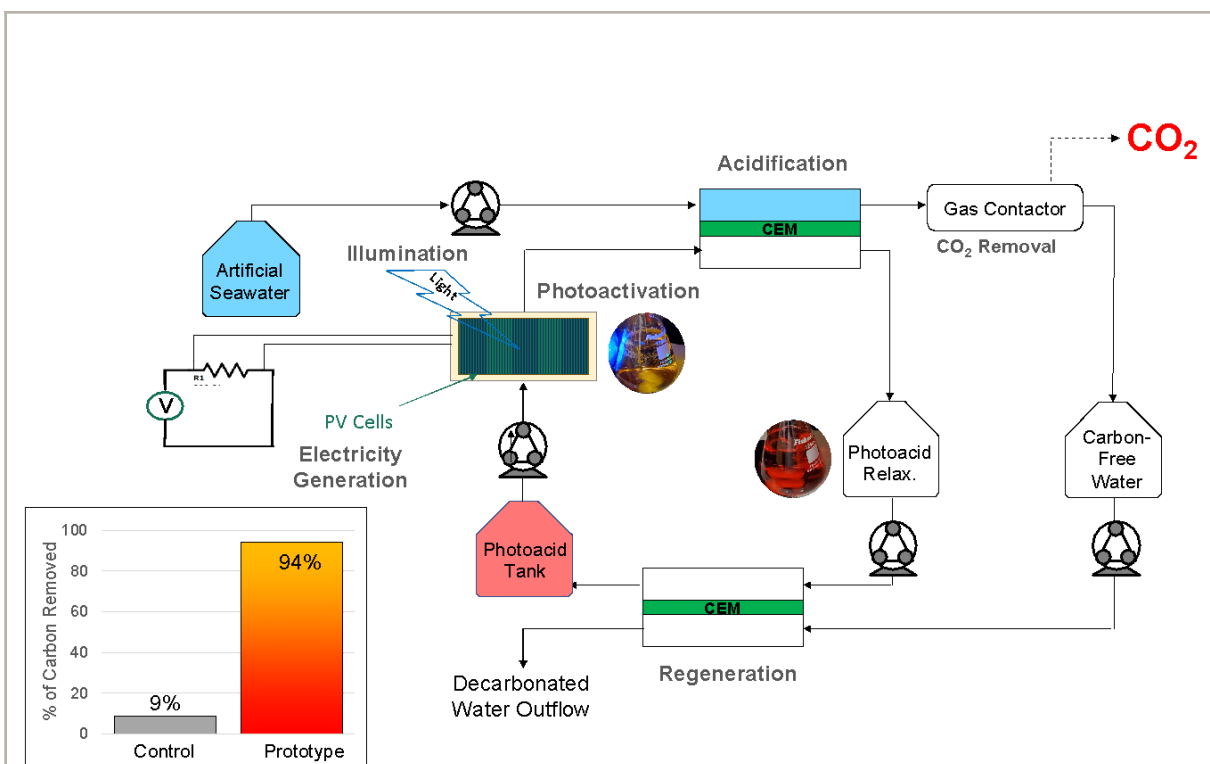 CO₂
Acidification
CEM
Gas Contactor
CO₂ Removal
Artificial
Seawater
Illumination
Light
Photoactivation
R1
V
PV Cells
Electricity
Generation
Photoacid
Relax.
Carbon-
Free
Water
Photoacid
Tank
CEM
Regeneration
Decarbonated
Water Outflow
% of Carbon Removed
100
80
60
40
20
0
9%
94%
Control
Prototype